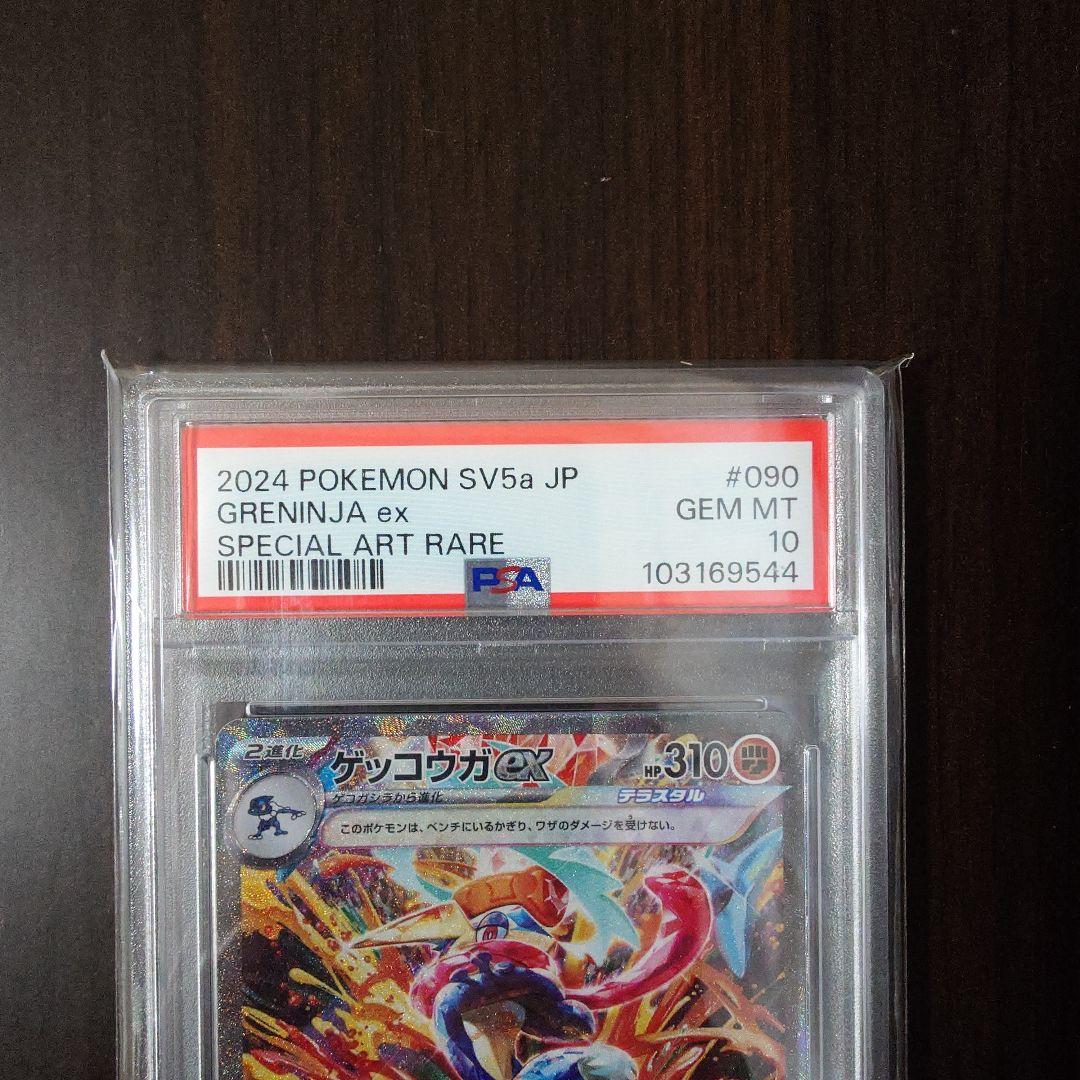 2024 POKEMON SV5a JP #090
GRENINJA ex GEM MT
SPECIAL ART RARE 10
PSA 103169544
2進化 ゲッコウガex HP310 闘
ゲコガシラから進化 テラスタル
このポケモンは、ベンチにいるかぎり、ワザのダメージを受けない。